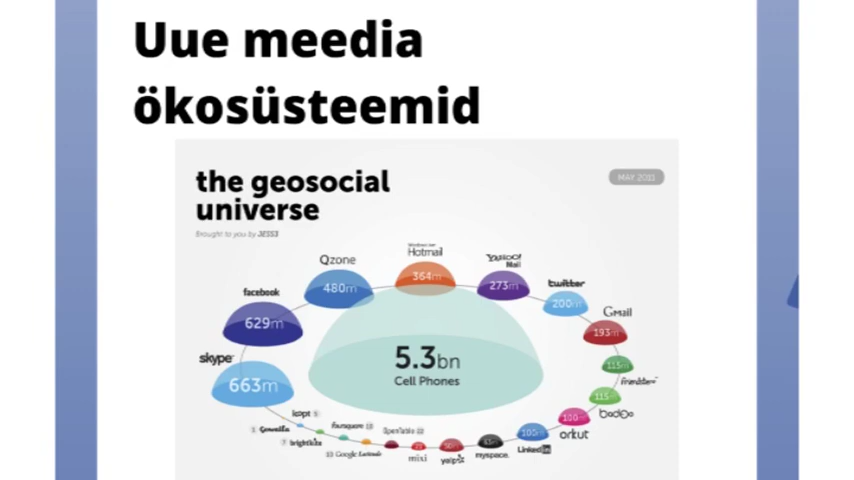 Uue meedia
ökosüsteemid
the geosocial
universe
MAY 2011
Brought to you by JESS3
Hotmail
364m
Qzone
480m
YAHOO!
Mail
273m
twitter
200m
facebook
629m
Gmail
193m
skype
663m
5.3bn
Cell Phones
115m
friendster
115m
badoo
100m
orkut
100m
LinkedIn
myspace
yelp
mixi
OpenTable
foursquare
Google Latitude
brightkite
Gowalla